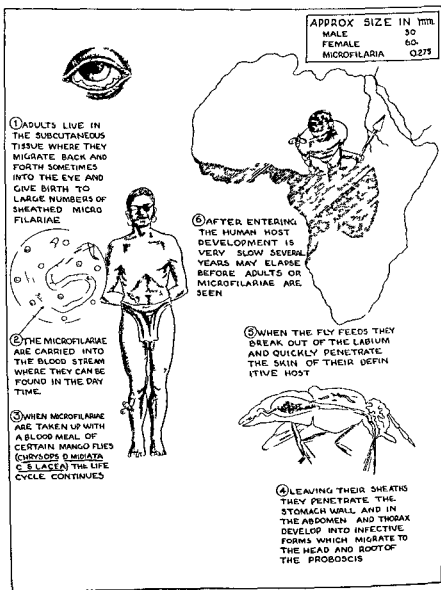 APPROX SIZE IN mm
MALE 30
FEMALE 60
MICROFILARIA 0.275
①ADULTS LIVE IN
THE SUBCUTANEOUS
TISSUE WHERE THEY
MIGRATE BACK AND
FORTH SOMETIMES
INTO THE EYE AND
GIVE BIRTH TO
LARGE NUMBERS OF
SHEATHED MICRO
FILARIAE
②THE MICROFILARIAE
ARE CARRIED INTO
THE BLOOD STREAM
WHERE THEY CAN BE
FOUND IN THE DAY
TIME.
③WHEN MICROFILARIAE
ARE TAKEN UP WITH
A BLOOD MEAL OF
CERTAIN MANGO FLIES
(CHRYSOPS DIMIDIATA
C S LACEA) THE LIFE
CYCLE CONTINUES
④LEAVING THEIR SHEATHS
THEY PENETRATE THE
STOMACH WALL AND IN
THE ABDOMEN AND THORAX
DEVELOP INTO INFECTIVE
FORMS WHICH MIGRATE TO
THE HEAD AND ROOT OF
THE PROBOSCIS
⑤WHEN THE FLY FEEDS THEY
BREAK OUT OF THE LABIUM
AND QUICKLY PENETRATE
THE SKIN OF THEIR DEFIN
ITIVE HOST
⑥AFTER ENTERING
THE HUMAN HOST
DEVELOPMENT IS
VERY SLOW SEVERAL
YEARS MAY ELAPSE
BEFORE ADULTS OR
MICROFILARIAE ARE
SEEN